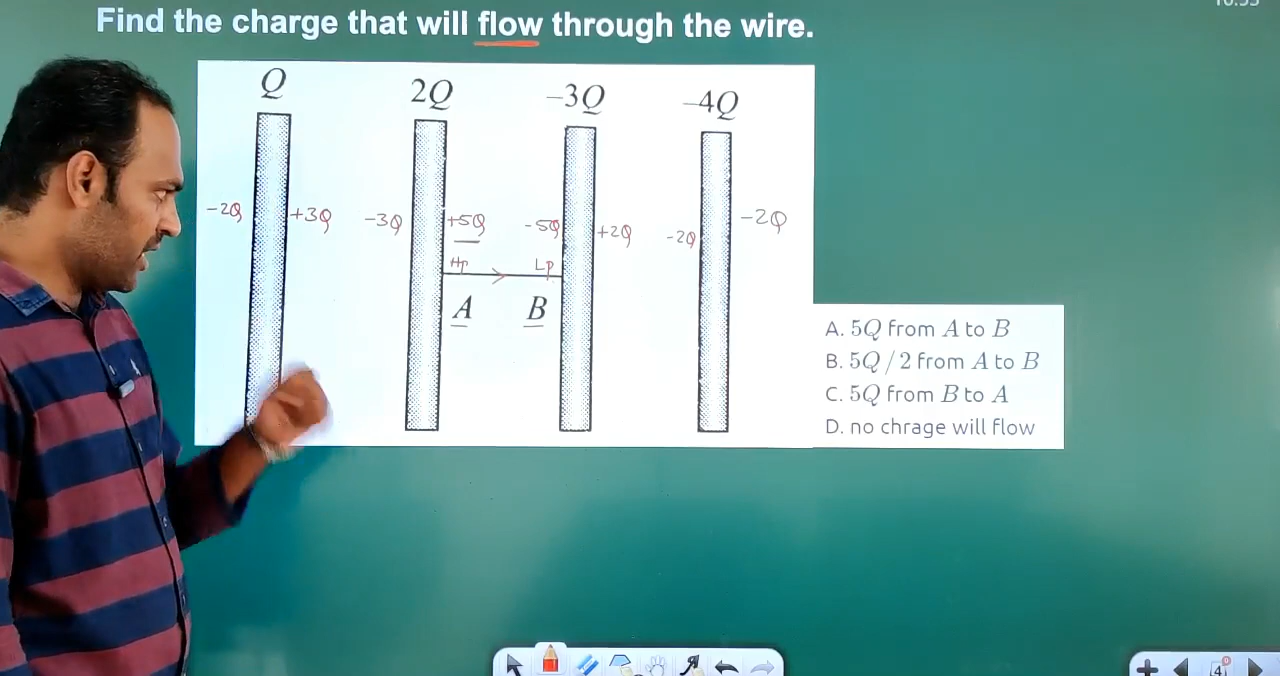 Find the charge that will flow through the wire.
Q 2Q –3Q –4Q
-2Q +3Q -3Q +5Q -5Q +2Q -2Q -2Q
Hp Lp
A B
A. 5Q from A to B
B. 5Q / 2 from A to B
C. 5Q from B to A
D. no chrage will flow
4